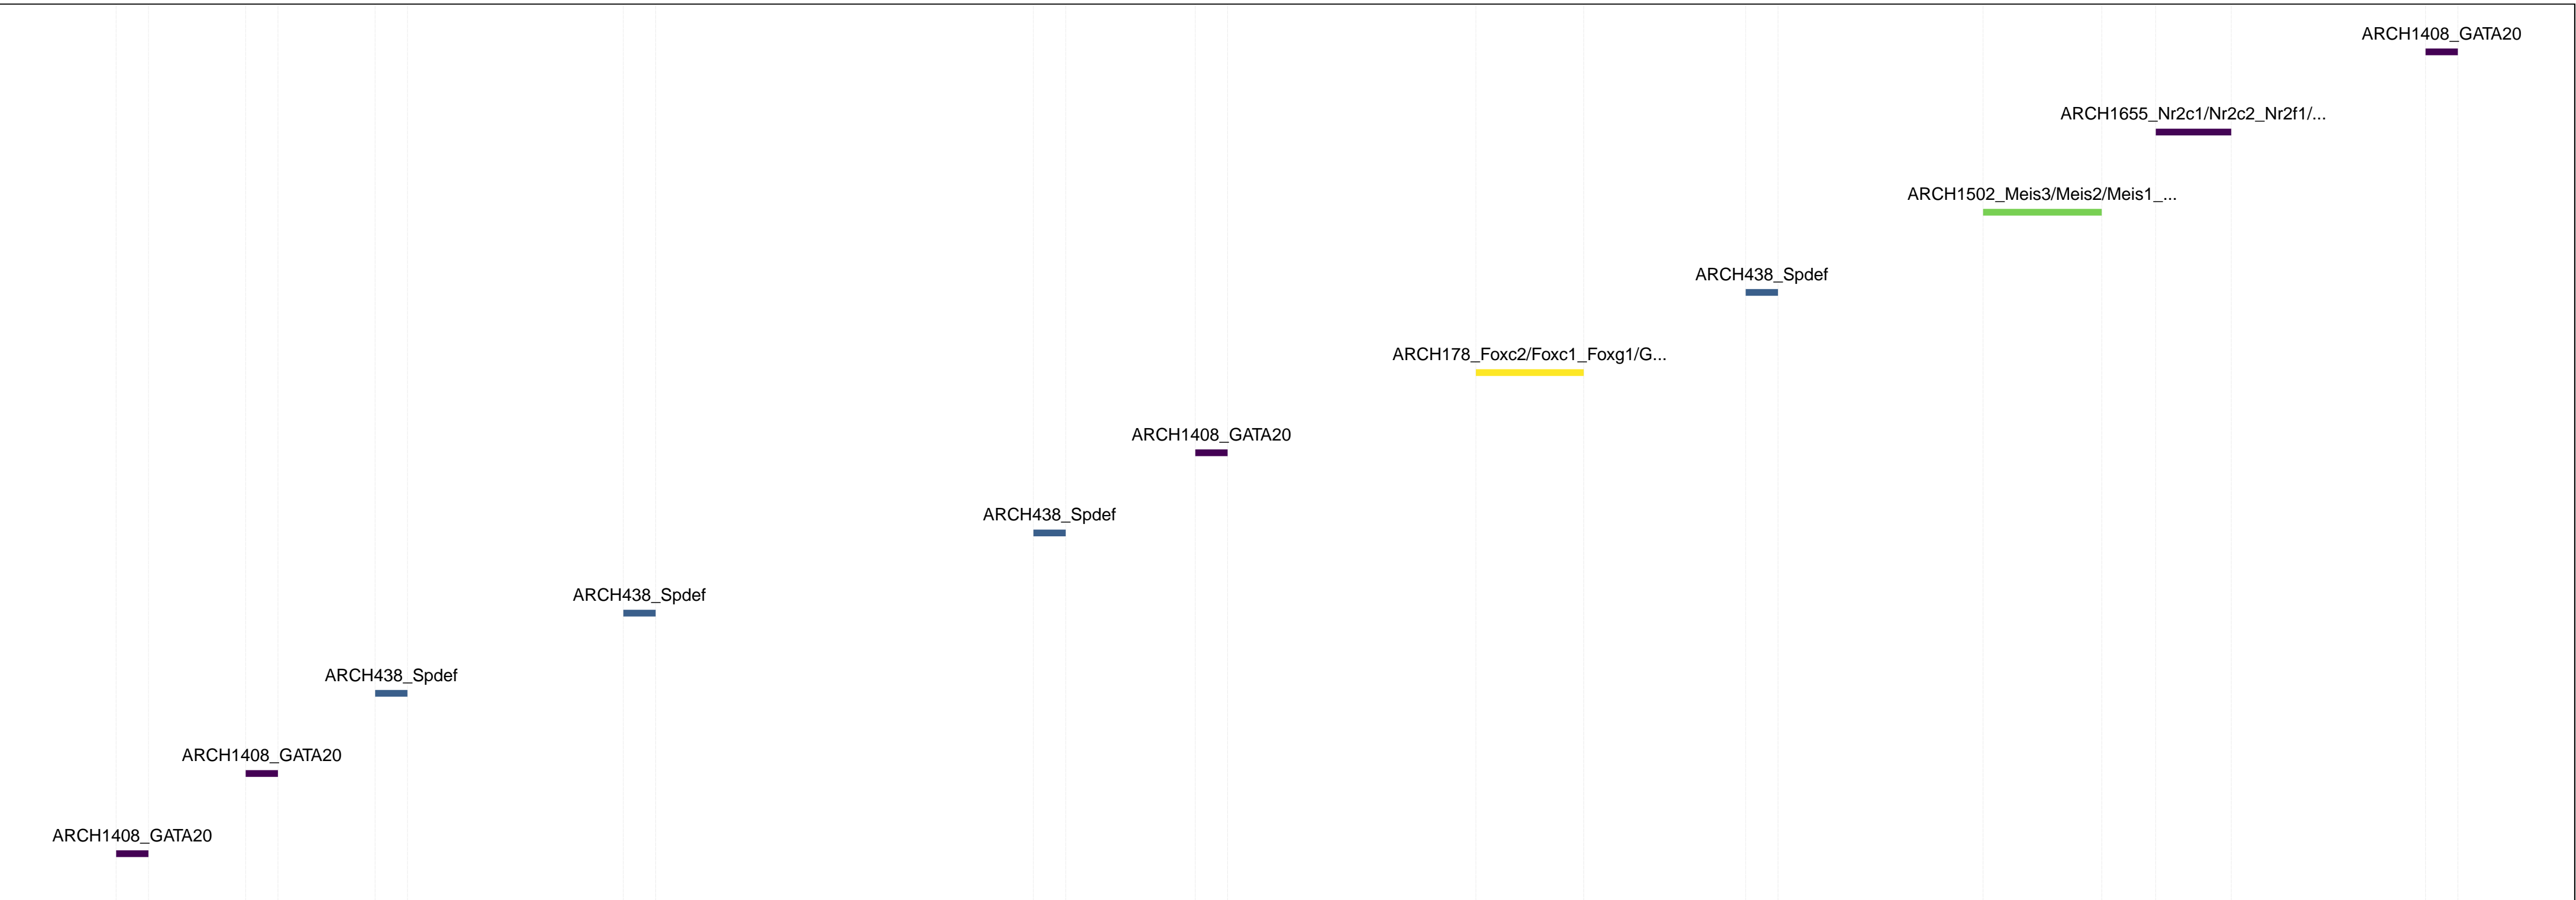 ARCH1408_GATA20
ARCH1655_Nr2c1/Nr2c2_Nr2f1/...
ARCH1502_Meis3/Meis2/Meis1_...
ARCH438_Spdef
ARCH178_Foxc2/Foxc1_Foxg1/G...
ARCH1408_GATA20
ARCH438_Spdef
ARCH438_Spdef
ARCH438_Spdef
ARCH1408_GATA20
ARCH1408_GATA20